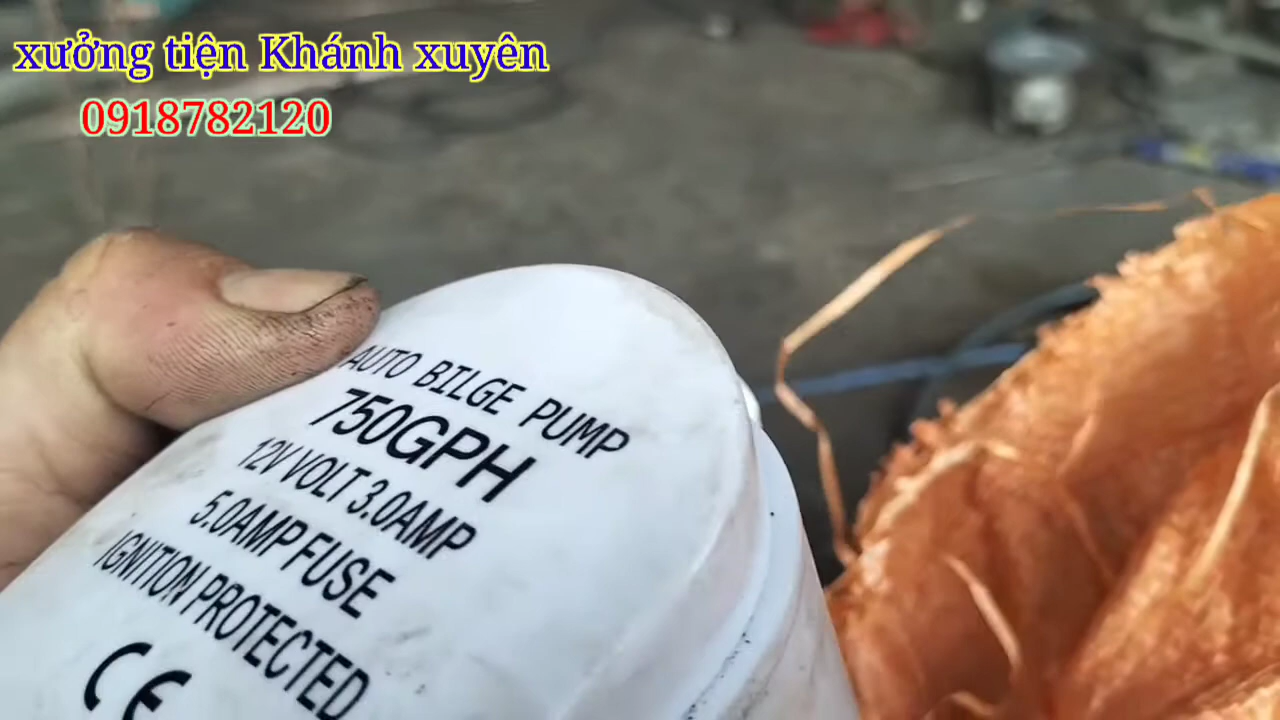 xưởng tiện Khánh xuyên
0918782120
AUTO BILGE PUMP
750GPH
12V VOLT 3.0AMP
5.0AMP FUSE
IGNITION PROTECTED
CE